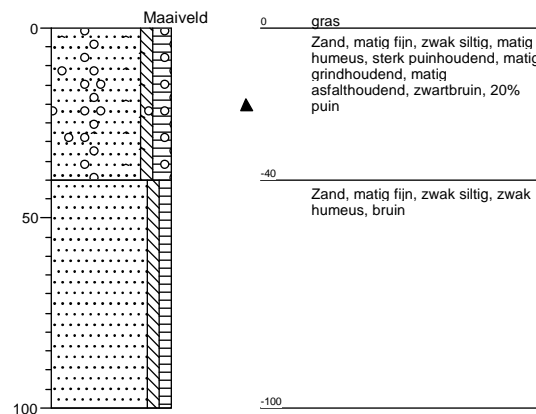 Maaiveld
0
50
100
0 gras
Zand, matig fijn, zwak siltig, matig
humeus, sterk puinhoudend, matig
grindhoudend, matig
asfalthoudend, zwartbruin, 20%
puin
-40
Zand, matig fijn, zwak siltig, zwak
humeus, bruin
-100